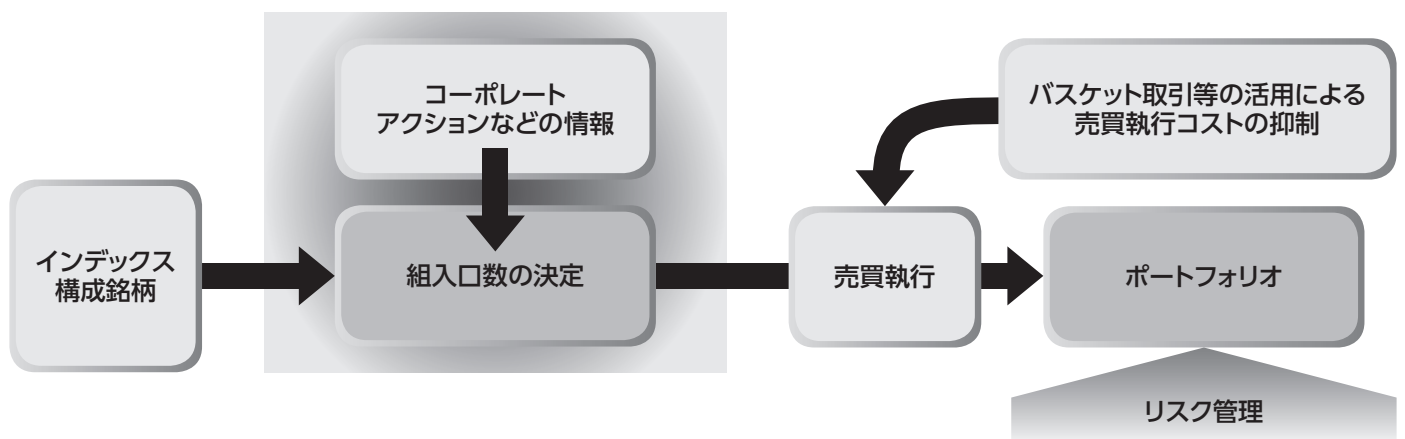 コーポレート
アクションなどの情報
バスケット取引等の活用による
売買執行コストの抑制
インデックス
構成銘柄
組入口数の決定
売買執行
ポートフォリオ
リスク管理